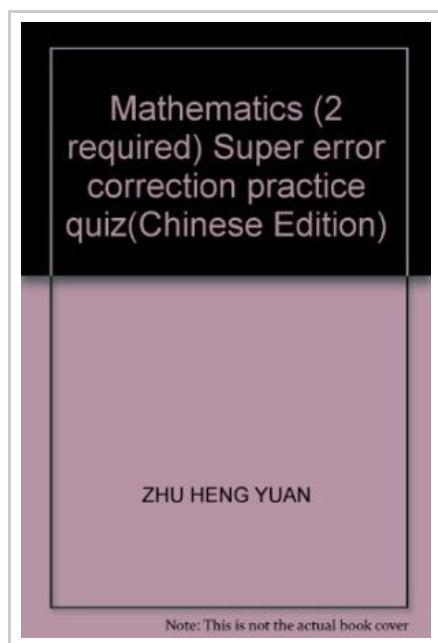 Mathematics (2
required) Super error
correction practice
quiz(Chinese Edition)
ZHU HENG YUAN
Note: This is not the actual book cover